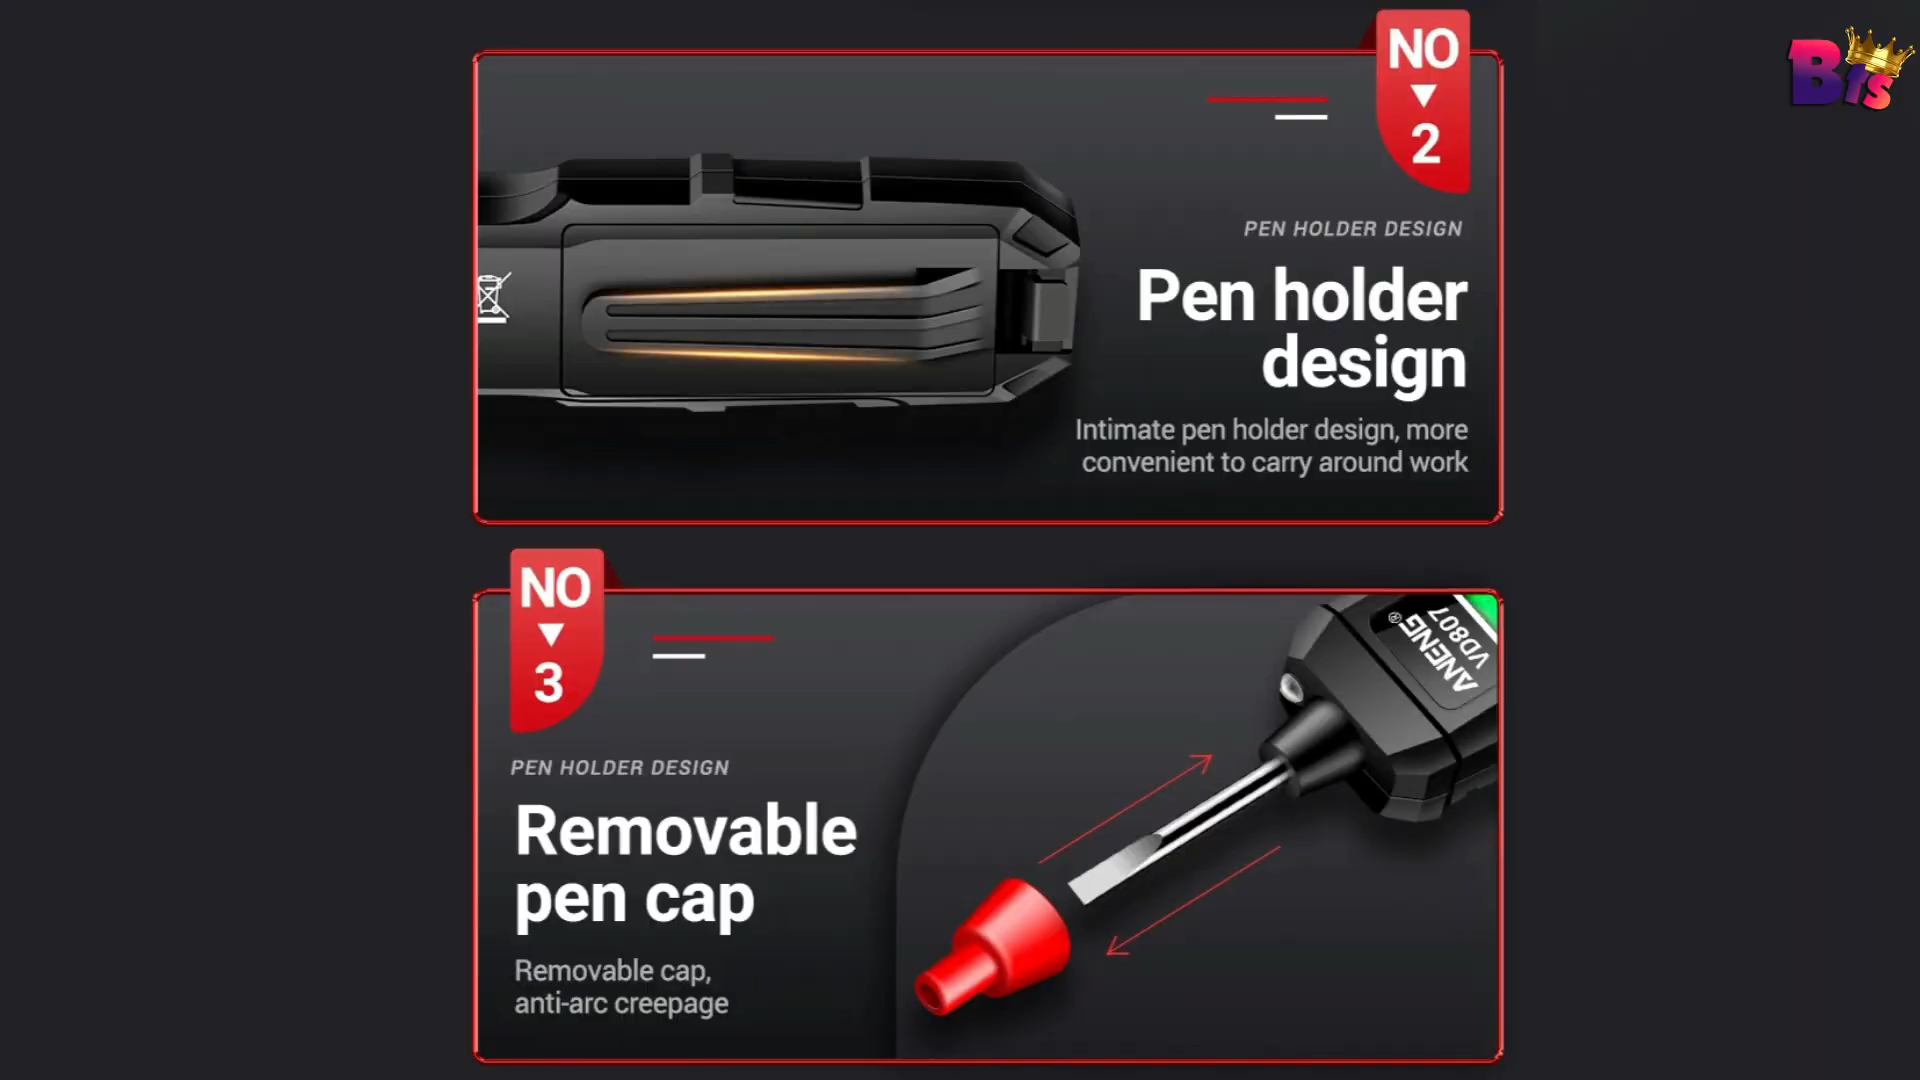 Bfs
NO
2
PEN HOLDER DESIGN
Pen holder
design
Intimate pen holder design, more
convenient to carry around work
NO
3
PEN HOLDER DESIGN
Removable
pen cap
Removable cap,
anti-arc creepage
ANENG®
VD807